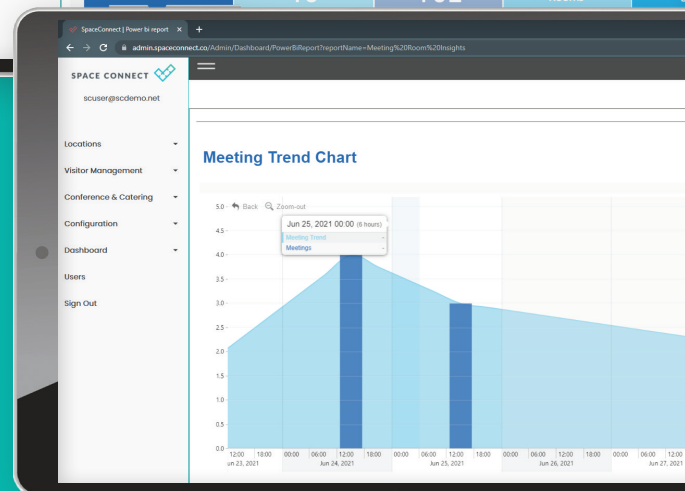 SpaceConnect | Power bi report
admin.spaceconnect.co/Admin/Dashboard/PowerBiReport?reportName=Meeting%20Room%20Insights
SPACE CONNECT
scuser@scdemo.net
Locations
Visitor Management
Conference & Catering
Configuration
Dashboard
Users
Sign Out
Meeting Trend Chart
Back Zoom-out
Jun 25, 2021 00:00 (6 hours)
Meeting Trend -
Meetings -
5.0
4.5
4.0
3.5
3.0
2.5
2.0
1.5
1.0
0.5
0.0
12:00 18:00 00:00 06:00 12:00 18:00 00:00 06:00 12:00 18:00 00:00 06:00 12:00 18:00 00:00 06:00 12:00
un 23, 2021 Jun 24, 2021 Jun 25, 2021 Jun 26, 2021 Jun 27, 2021